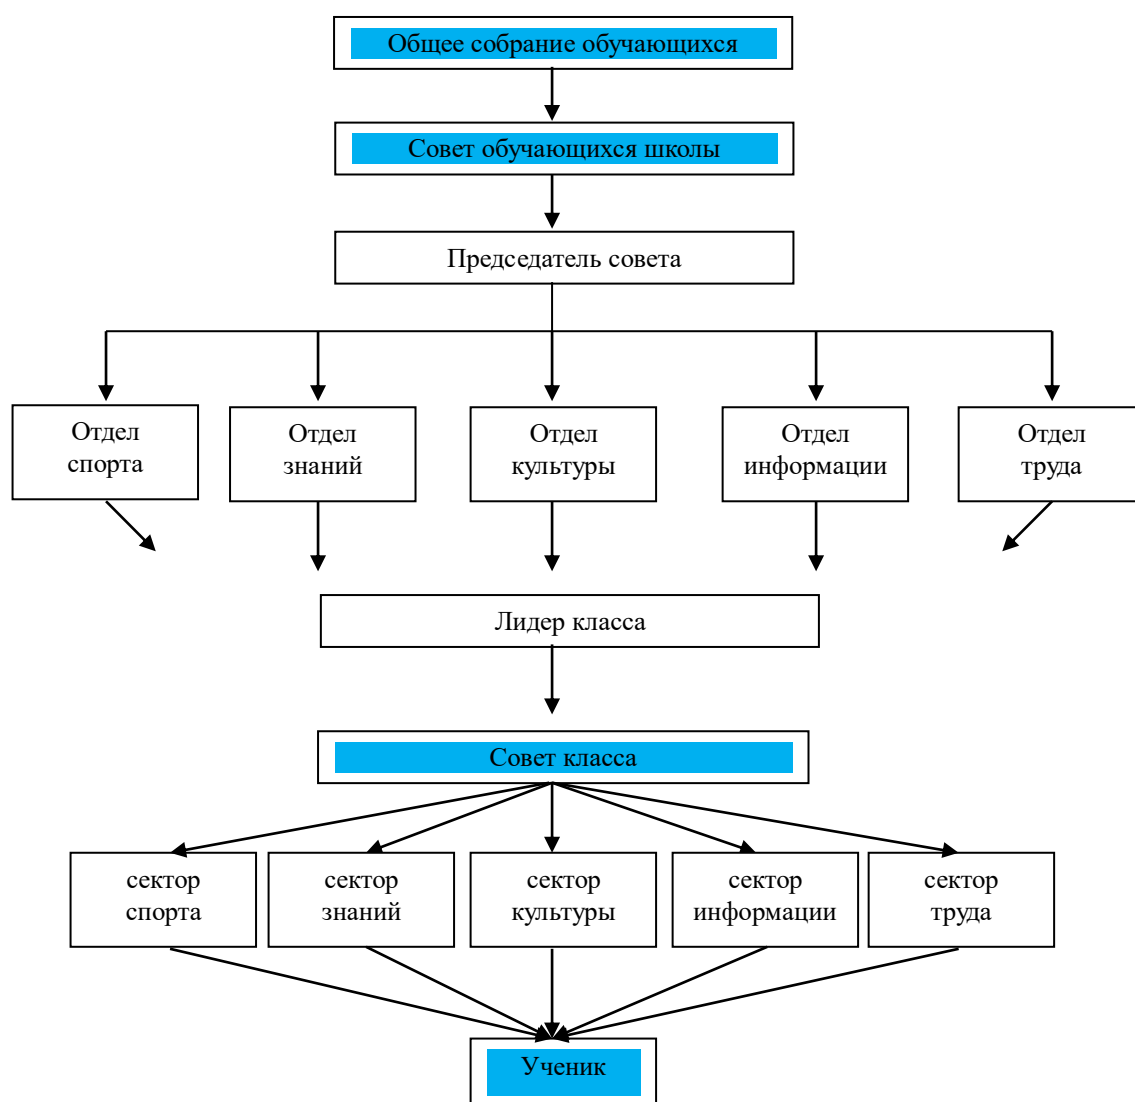 Общее собрание обучающихся
Совет обучающихся школы
Председатель совета
Отдел
спорта
Отдел
знаний
Отдел
культуры
Отдел
информации
Отдел
труда
Лидер класса
Совет класса
сектор
спорта
сектор
знаний
сектор
культуры
сектор
информации
сектор
труда
Ученик